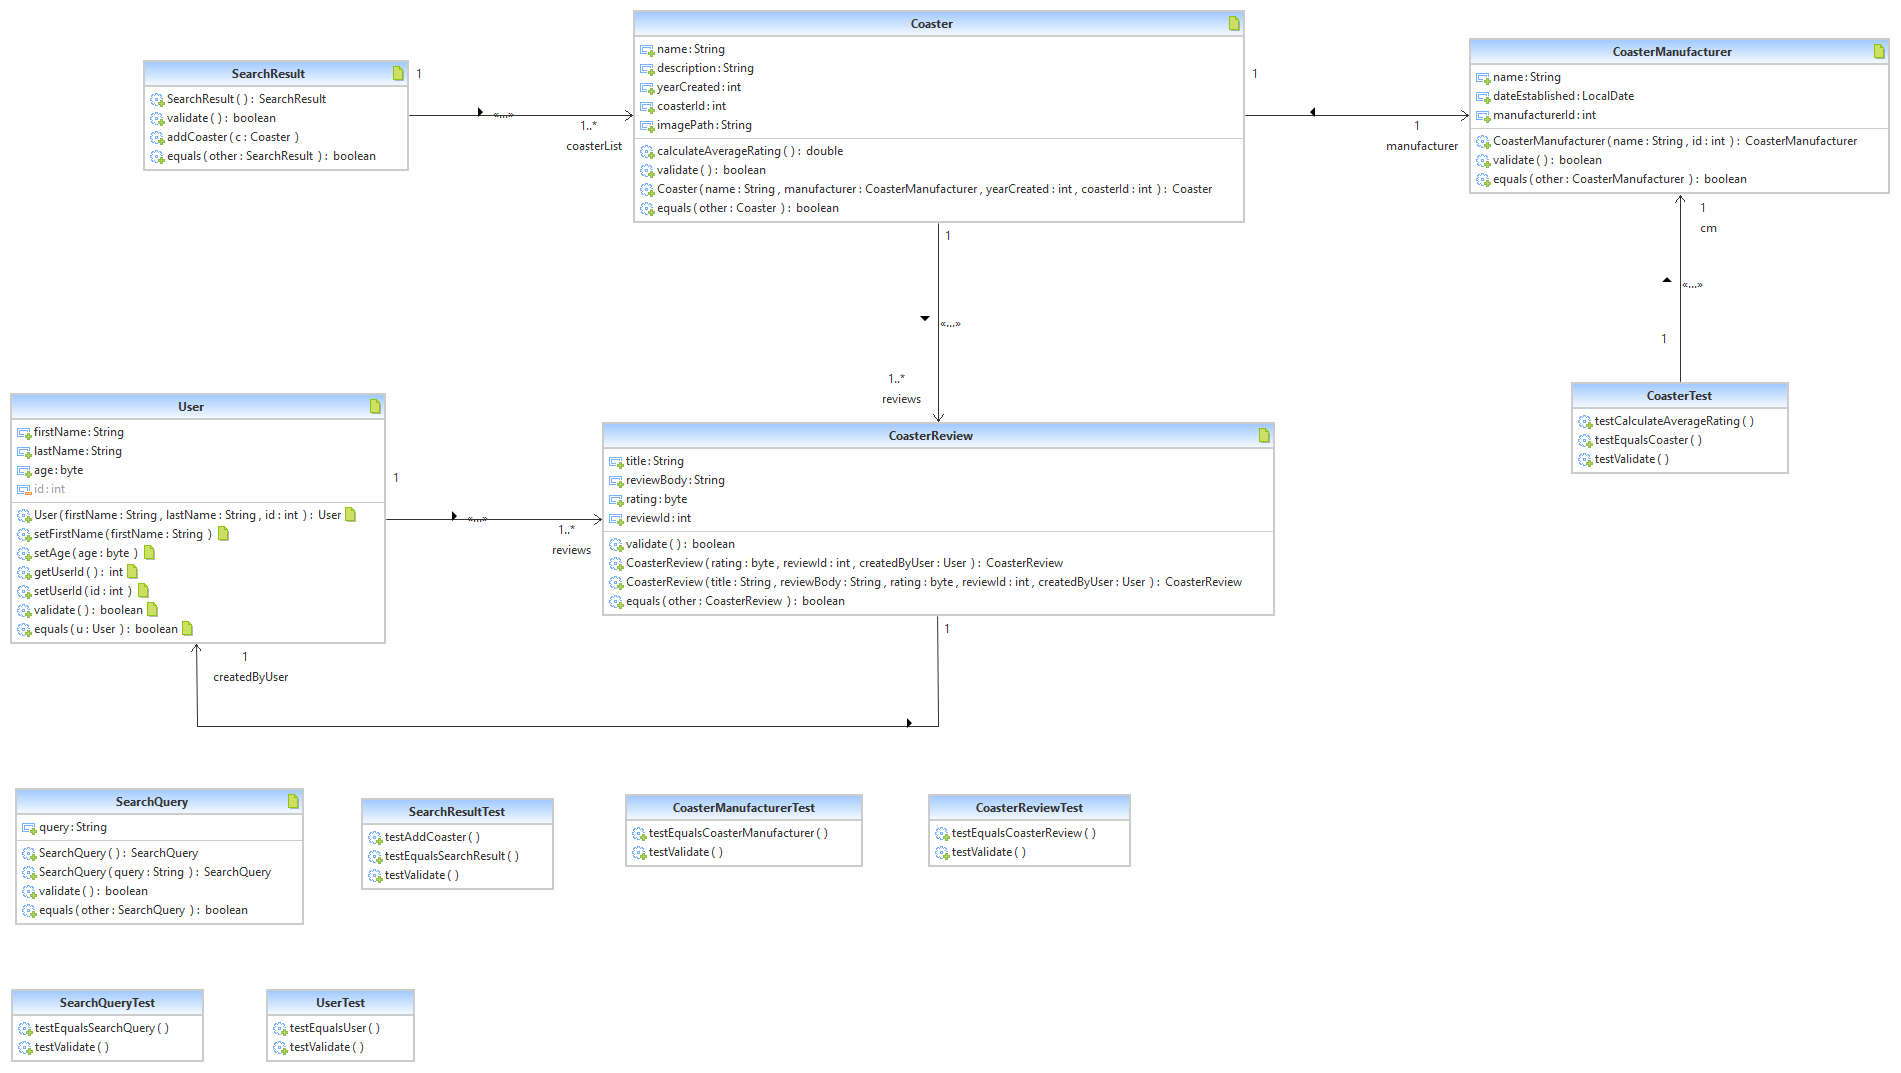 SearchResult
SearchResult ( ) : SearchResult
validate ( ) : boolean
addCoaster ( c : Coaster )
equals ( other : SearchResult ) : boolean
1
«...»
1..*
coasterList
Coaster
name : String
description : String
yearCreated : int
coasterId : int
imagePath : String
calculateAverageRating ( ) : double
validate ( ) : boolean
Coaster ( name : String , manufacturer : CoasterManufacturer , yearCreated : int , coasterId : int ) : Coaster
equals ( other : Coaster ) : boolean
1
1
manufacturer
CoasterManufacturer
name : String
dateEstablished : LocalDate
manufacturerId : int
CoasterManufacturer ( name : String , id : int ) : CoasterManufacturer
validate ( ) : boolean
equals ( other : CoasterManufacturer ) : boolean
1
cm
«...»
1
CoasterTest
testCalculateAverageRating ( )
testEqualsCoaster ( )
testValidate ( )
1
«...»
1..*
reviews
User
firstName : String
lastName : String
age : byte
id : int
User ( firstName : String , lastName : String , id : int ) : User
setFirstName ( firstName : String )
setAge ( age : byte )
getUserId ( ) : int
setUserId ( id : int )
validate ( ) : boolean
equals ( u : User ) : boolean
1
«...»
1..*
reviews
CoasterReview
title : String
reviewBody : String
rating : byte
reviewId : int
validate ( ) : boolean
CoasterReview ( rating : byte , reviewId : int , createdByUser : User ) : CoasterReview
CoasterReview ( title : String , reviewBody : String , rating : byte , reviewId : int , createdByUser : User ) : CoasterReview
equals ( other : CoasterReview ) : boolean
1
1
createdByUser
SearchQuery
query : String
SearchQuery ( ) : SearchQuery
SearchQuery ( query : String ) : SearchQuery
validate ( ) : boolean
equals ( other : SearchQuery ) : boolean
SearchResultTest
testAddCoaster ( )
testEqualsSearchResult ( )
testValidate ( )
CoasterManufacturerTest
testEqualsCoasterManufacturer ( )
testValidate ( )
CoasterReviewTest
testEqualsCoasterReview ( )
testValidate ( )
SearchQueryTest
testEqualsSearchQuery ( )
testValidate ( )
UserTest
testEqualsUser ( )
testValidate ( )